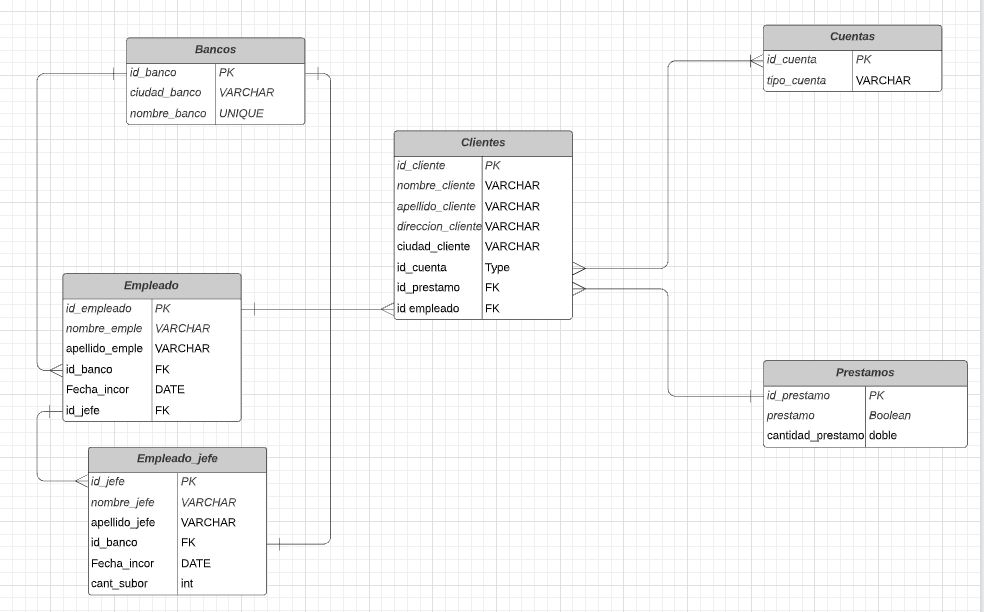 Bancos
id_banco PK
ciudad_banco VARCHAR
nombre_banco UNIQUE
Cuentas
id_cuenta PK
tipo_cuenta VARCHAR
Clientes
id_cliente PK
nombre_cliente VARCHAR
apellido_cliente VARCHAR
direccion_cliente VARCHAR
ciudad_cliente VARCHAR
id_cuenta Type
id_prestamo FK
id empleado FK
Empleado
id_empleado PK
nombre_emple VARCHAR
apellido_emple VARCHAR
id_banco FK
Fecha_incor DATE
id_jefe FK
Prestamos
id_prestamo PK
prestamo Boolean
cantidad_prestamo doble
Empleado_jefe
id_jefe PK
nombre_jefe VARCHAR
apellido_jefe VARCHAR
id_banco FK
Fecha_incor DATE
cant_subor int